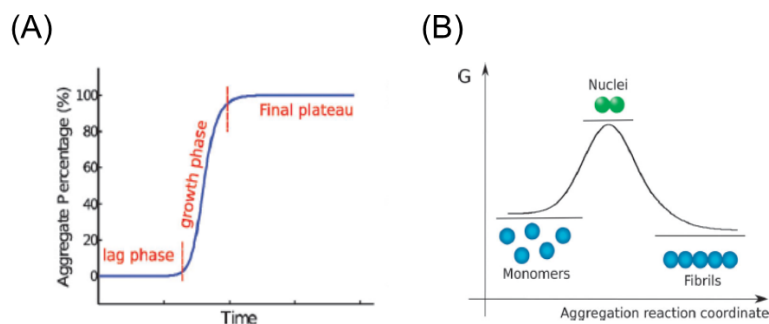 (A)
(B)
Aggregate Percentage (%)
100
80
60
40
20
0
lag phase
growth phase
Final plateau
Time
G
Nuclei
Monomers
Fibrils
Aggregation reaction coordinate